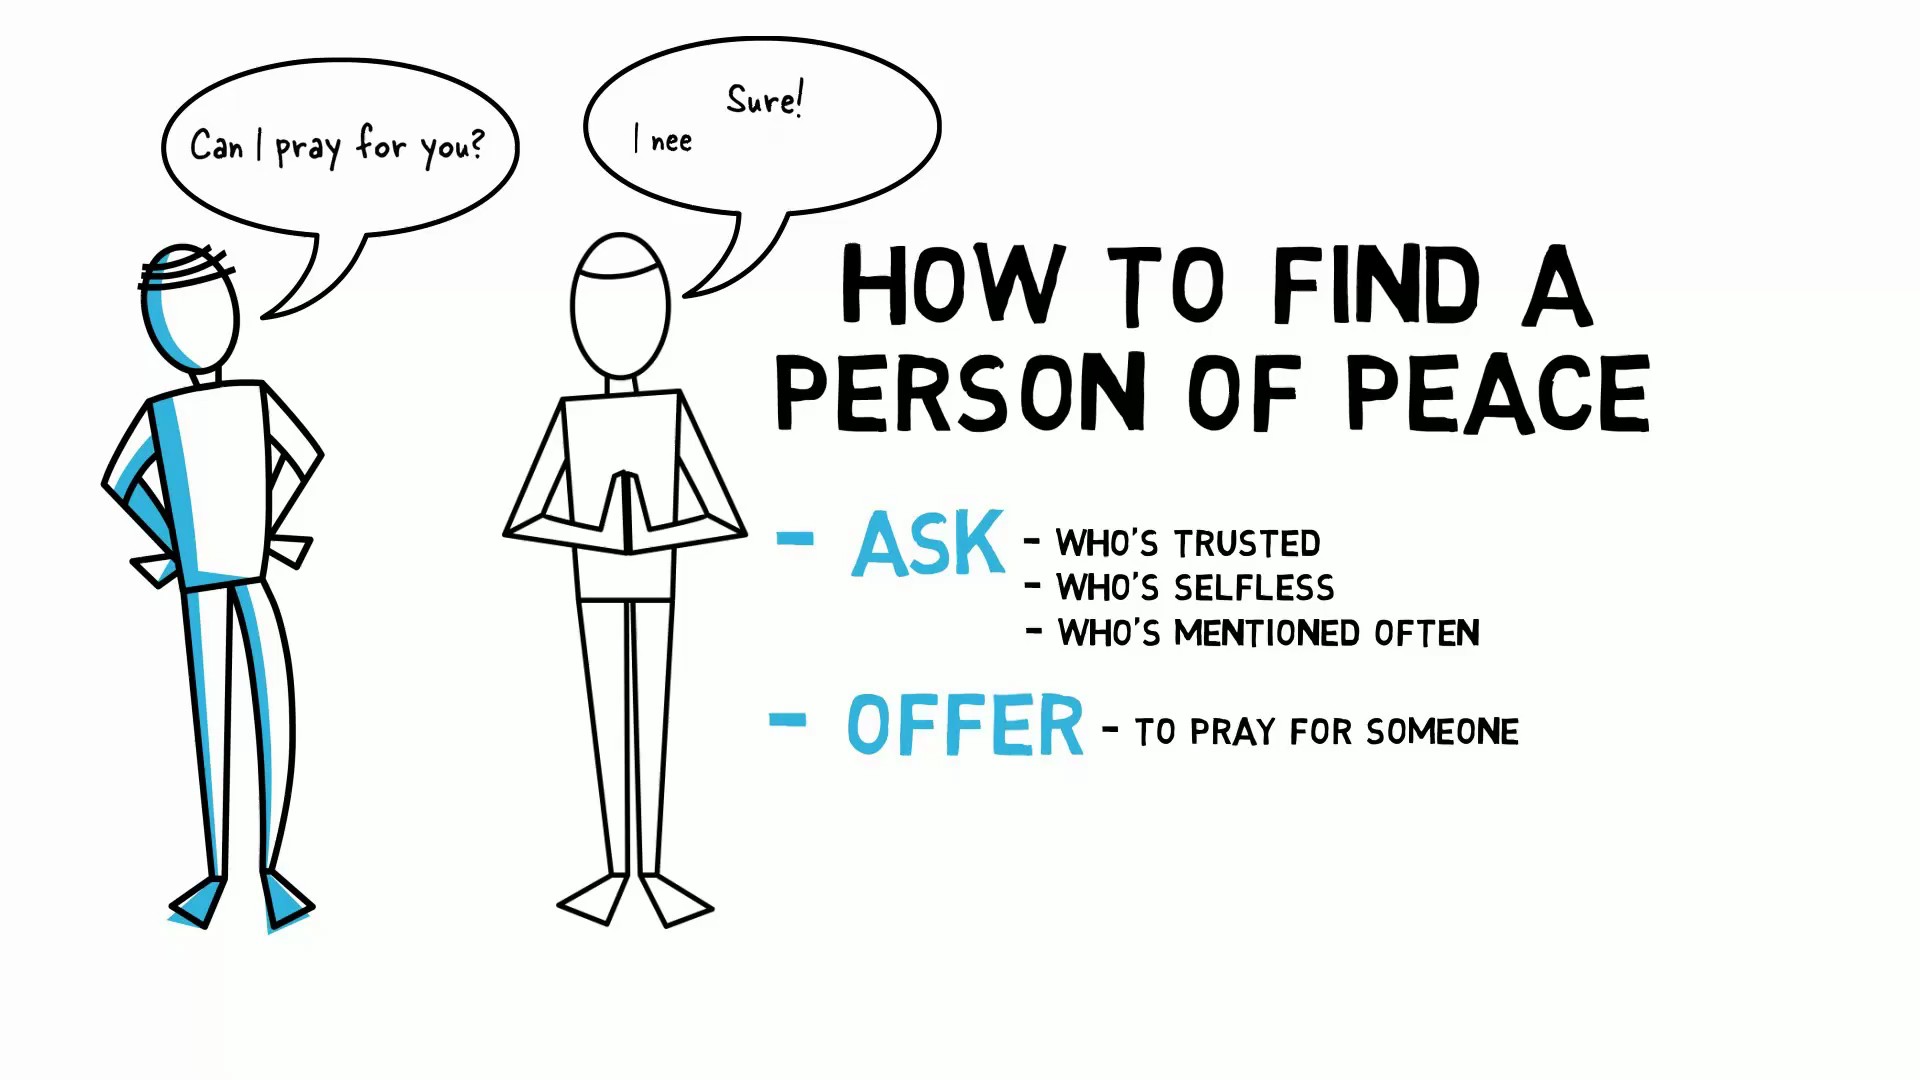 Can I pray for you?
Sure!
I nee
HOW TO FIND A
PERSON OF PEACE
- ASK
- WHO'S TRUSTED
- WHO'S SELFLESS
- WHO'S MENTIONED OFTEN
- OFFER - TO PRAY FOR SOMEONE